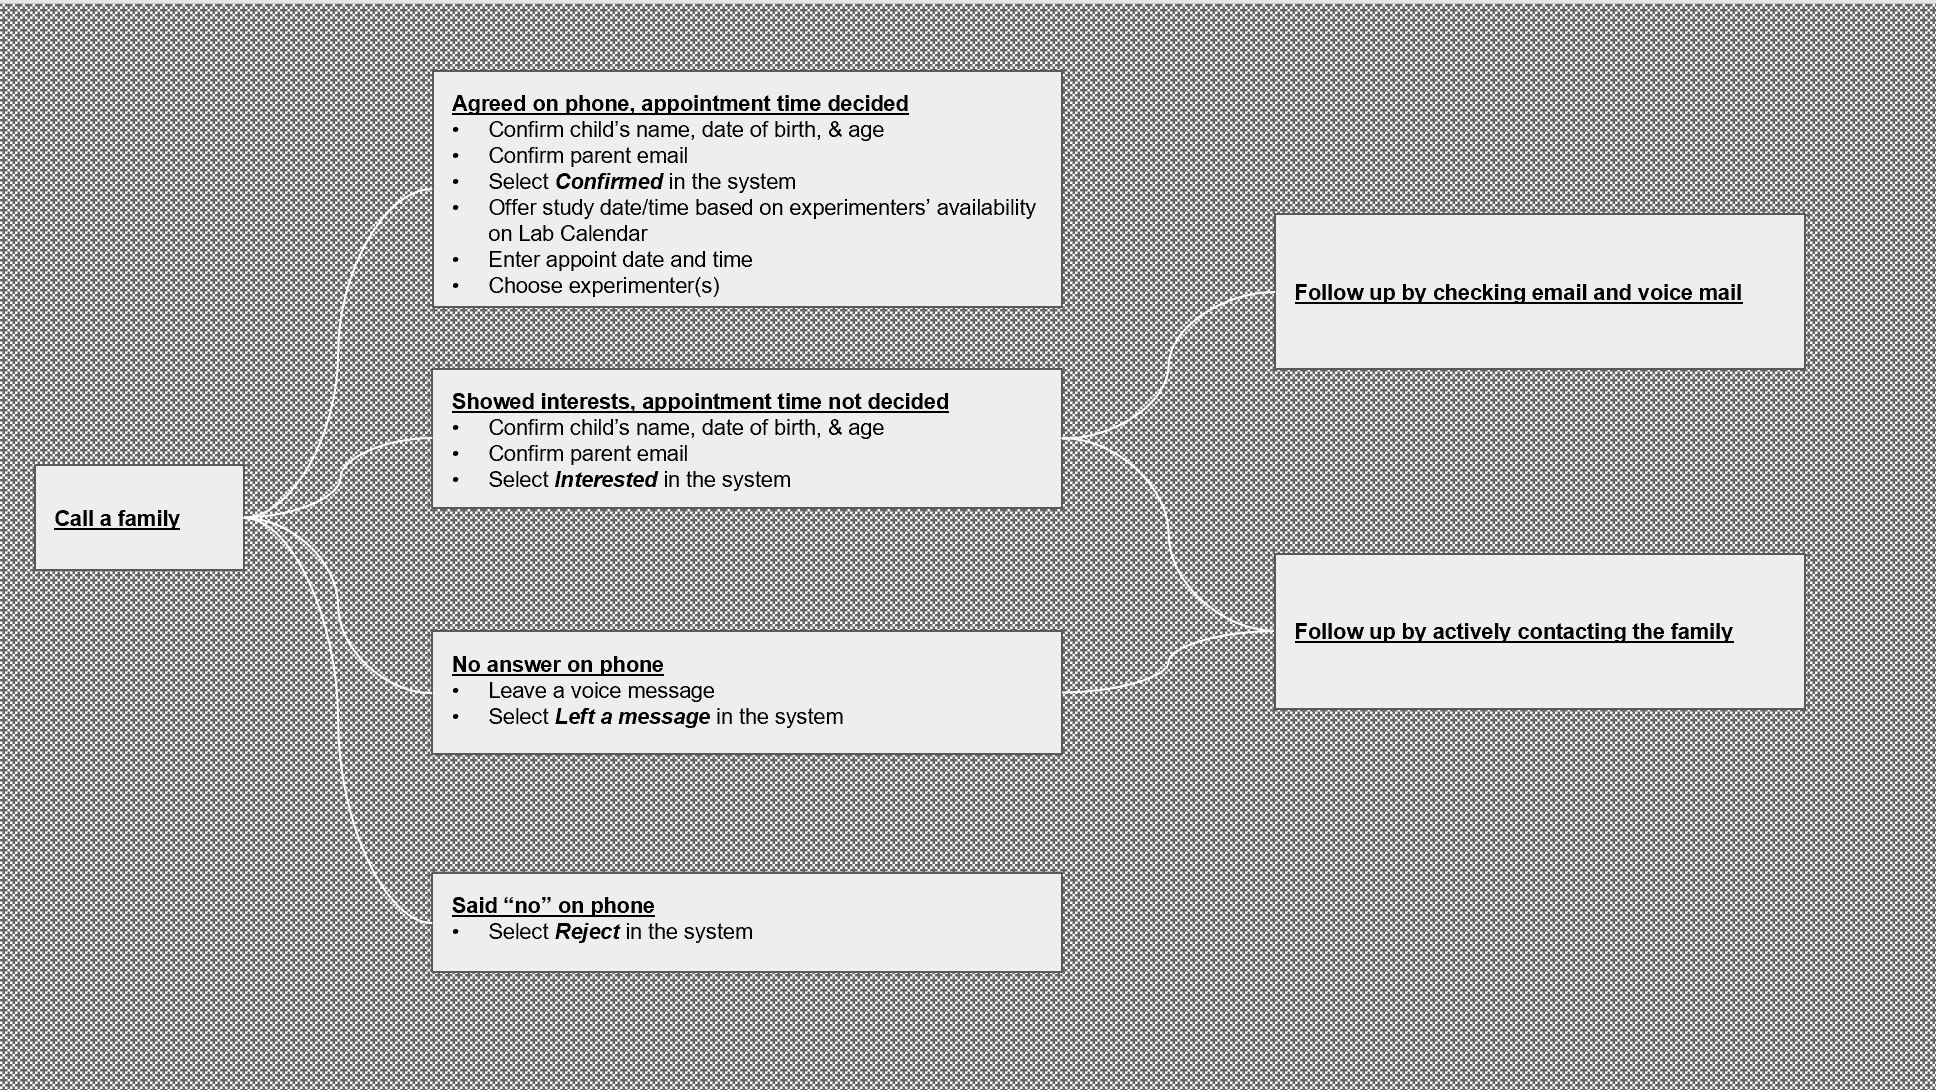 Call a family
Agreed on phone, appointment time decided
• Confirm child’s name, date of birth, & age
• Confirm parent email
• Select Confirmed in the system
• Offer study date/time based on experimenters’ availability
on Lab Calendar
• Enter appoint date and time
• Choose experimenter(s)
Showed interests, appointment time not decided
• Confirm child’s name, date of birth, & age
• Confirm parent email
• Select Interested in the system
No answer on phone
• Leave a voice message
• Select Left a message in the system
Said “no” on phone
• Select Reject in the system
Follow up by checking email and voice mail
Follow up by actively contacting the family